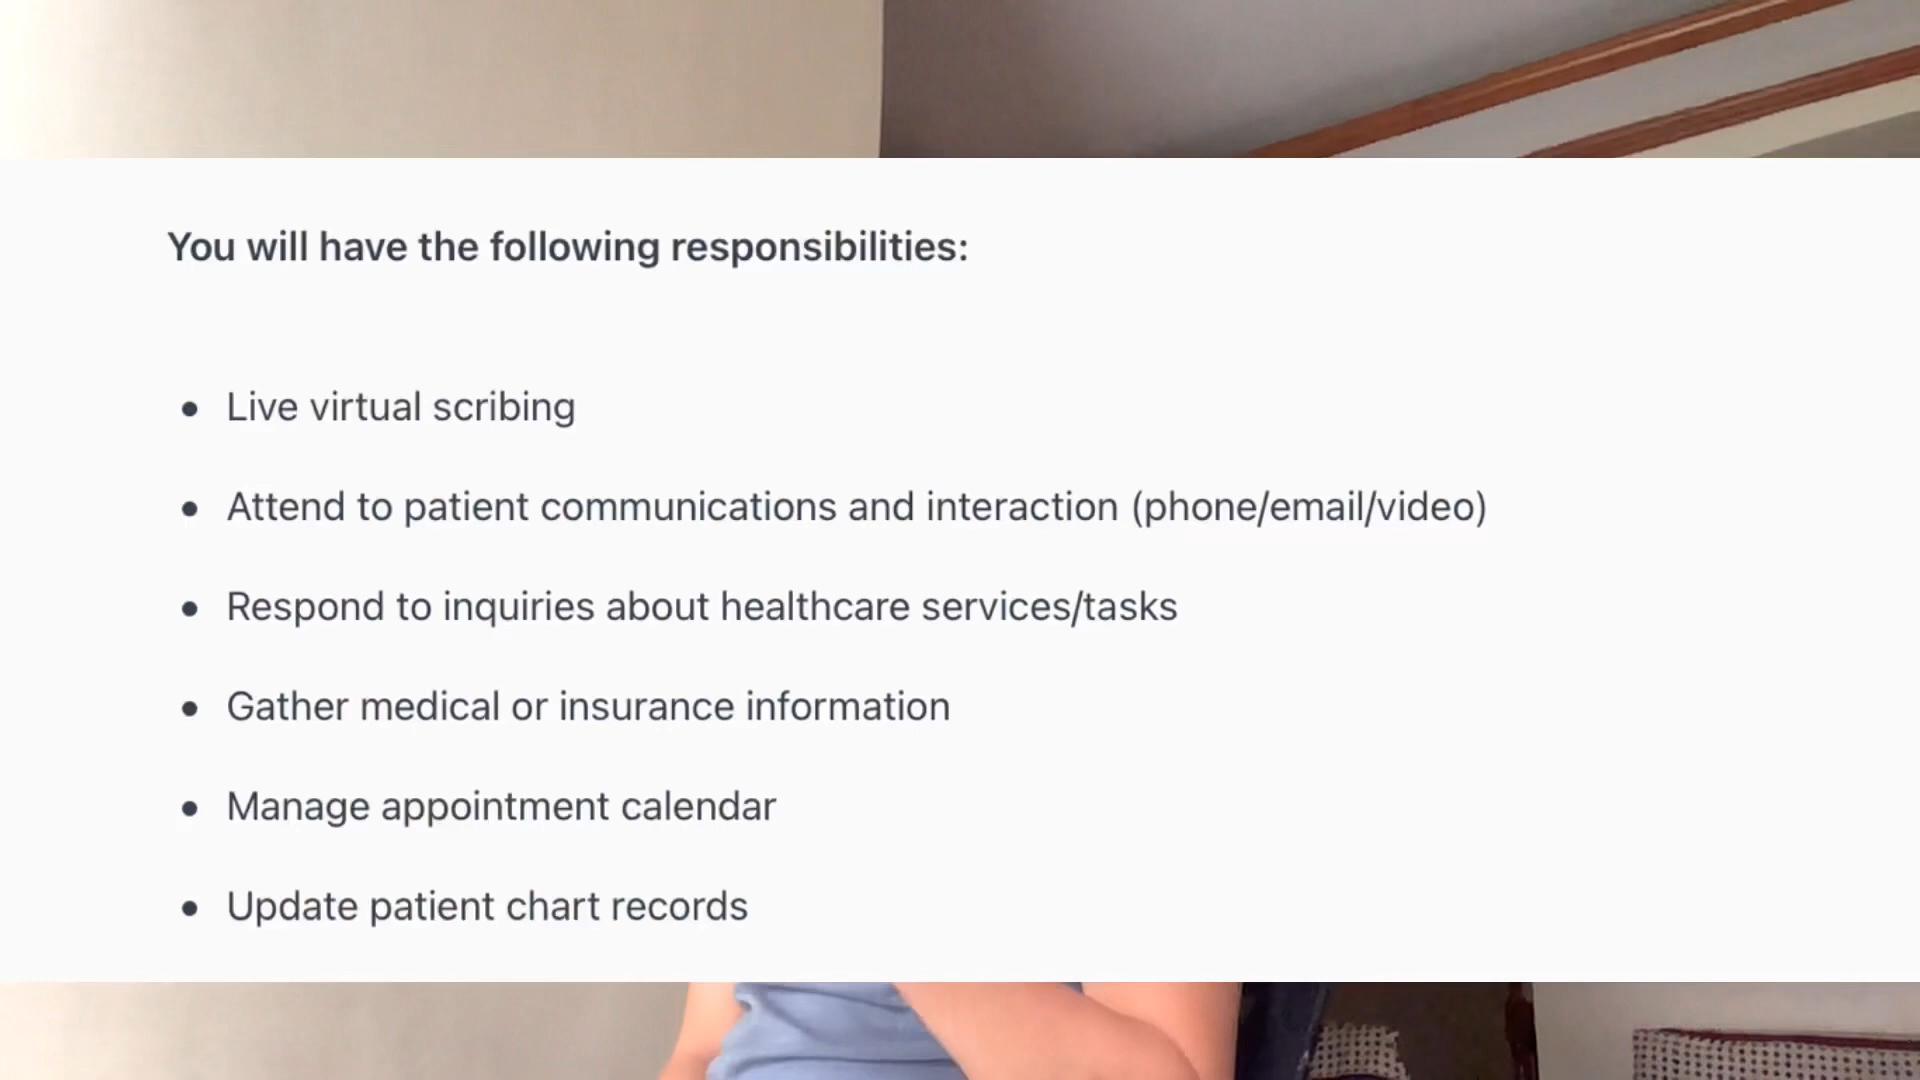 You will have the following responsibilities:
• Live virtual scribing
• Attend to patient communications and interaction (phone/email/video)
• Respond to inquiries about healthcare services/tasks
• Gather medical or insurance information
• Manage appointment calendar
• Update patient chart records